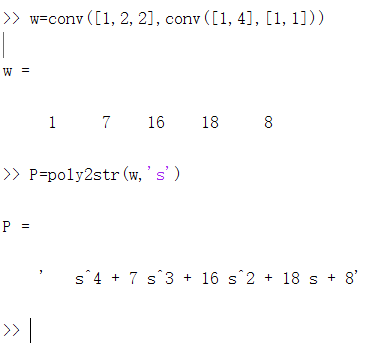 >> w=conv([1,2,2],conv([1,4],[1,1]))
w =
1 7 16 18 8
>> P=poly2str(w,'s')
P =
' s^4 + 7 s^3 + 16 s^2 + 18 s + 8'
>>